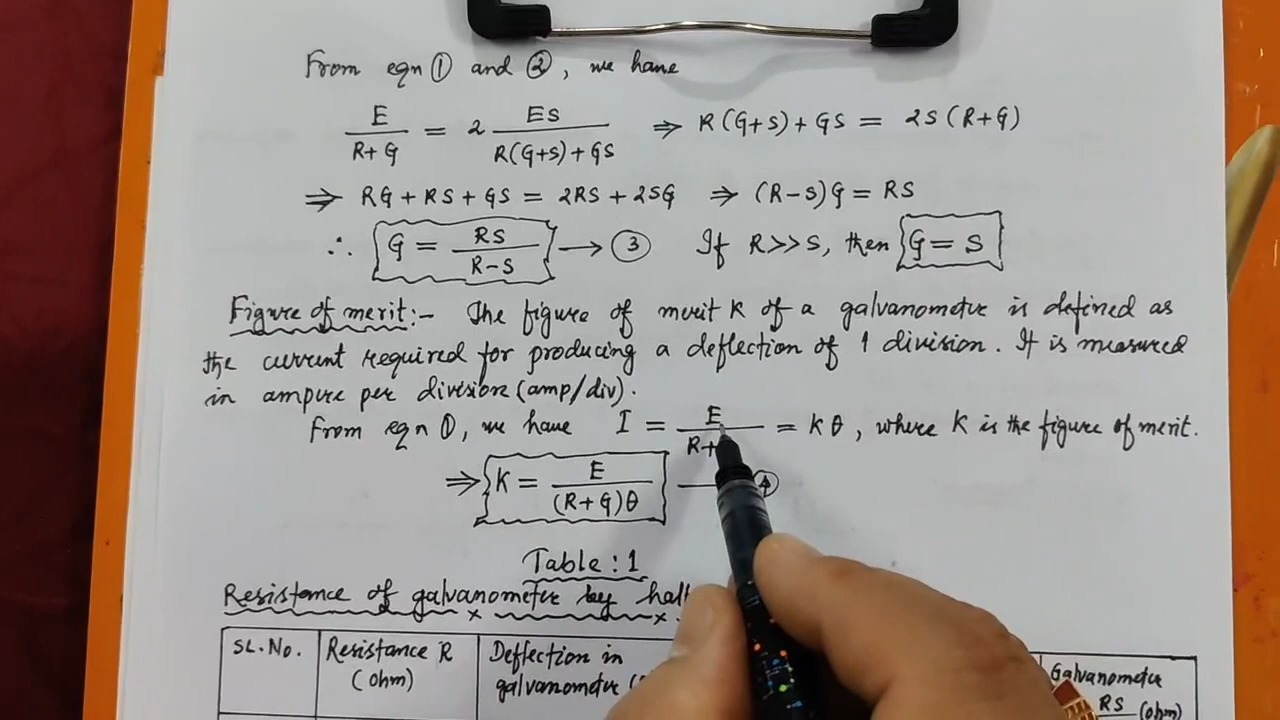 From eqn ① and ②, we have
E/(R+G) = 2 ES/(R(G+S)+GS) ⇒ R(G+S)+GS = 2S(R+G)
⇒ RG+RS+GS = 2RS+2SG ⇒ (R-S)G = RS
∴ G = RS/(R-S) → ③ If R>>S, then G = S
Figure of merit:- The figure of merit K of a galvanometer is defined as
the current required for producing a deflection of 1 division. It is measured
in ampere per division (amp/div).
From eqn ①, we have I = E/(R+ = Kθ, where K is the figure of merit.
⇒ K = E/((R+G)θ) — ④
Table : 1
Resistance of galvanometer by half
SL.No. Resistance R (ohm) Deflection in galvanometer ( Galvanometer RS (ohm)